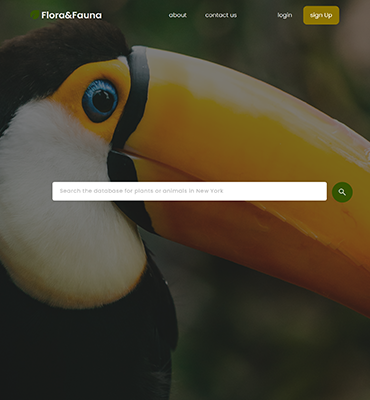 Flora&Fauna about contact us login sign Up
Search the database for plants or animals in New York